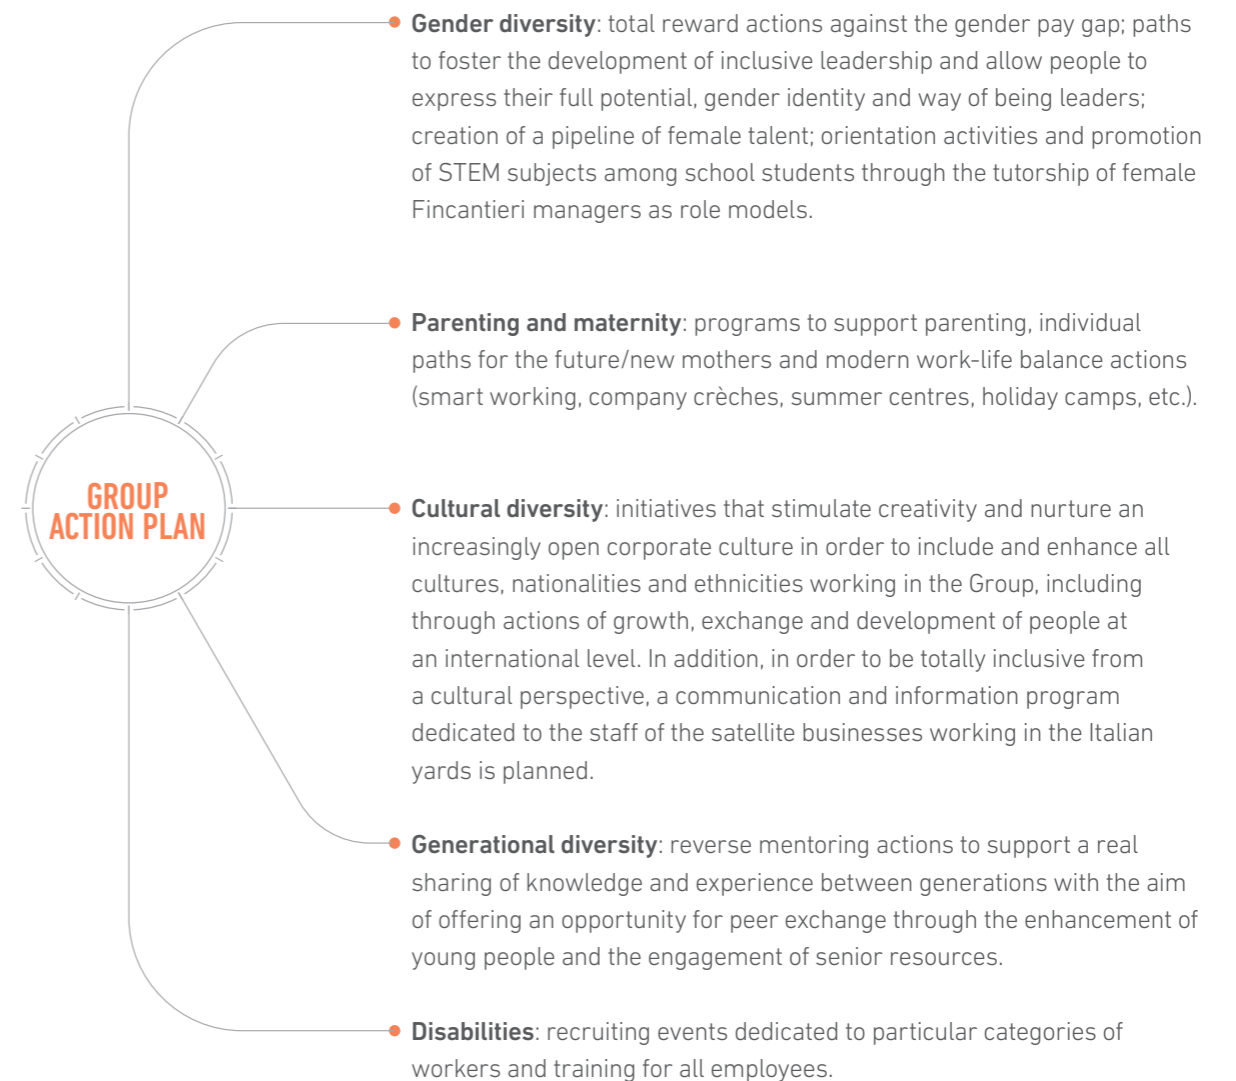 Gender diversity: total reward actions against the gender pay gap; paths
to foster the development of inclusive leadership and allow people to
express their full potential, gender identity and way of being leaders;
creation of a pipeline of female talent; orientation activities and promotion
of STEM subjects among school students through the tutorship of female
Fincantieri managers as role models.
Parenting and maternity: programs to support parenting, individual
paths for the future/new mothers and modern work-life balance actions
(smart working, company crèches, summer centres, holiday camps, etc.).
GROUP
ACTION PLAN
Cultural diversity: initiatives that stimulate creativity and nurture an
increasingly open corporate culture in order to include and enhance all
cultures, nationalities and ethnicities working in the Group, including
through actions of growth, exchange and development of people at
an international level. In addition, in order to be totally inclusive from
a cultural perspective, a communication and information program
dedicated to the staff of the satellite businesses working in the Italian
yards is planned.
Generational diversity: reverse mentoring actions to support a real
sharing of knowledge and experience between generations with the aim
of offering an opportunity for peer exchange through the enhancement of
young people and the engagement of senior resources.
Disabilities: recruiting events dedicated to particular categories of
workers and training for all employees.